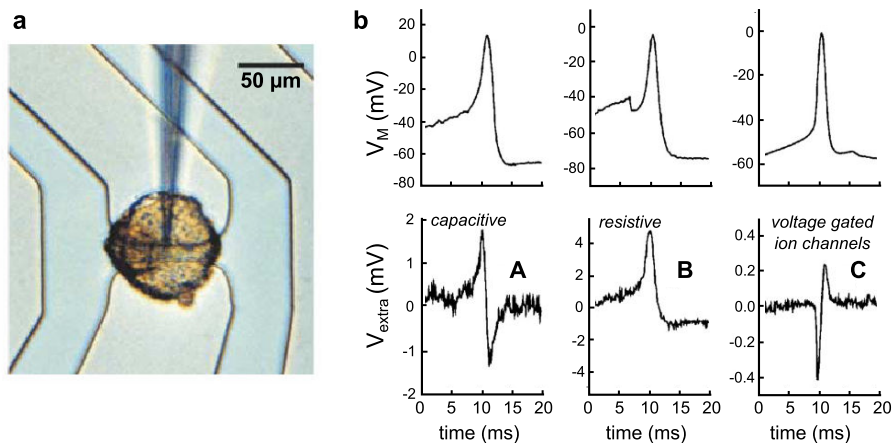 a
50 µm
b
V_M (mV)
20
0
-20
-40
-60
-80
0
-20
-40
-60
-80
0
-20
-40
-60
V_extra (mV)
capacitive
A
2
1
0
-1
-2
resistive
B
4
2
0
-2
-4
voltage gated
ion channels
C
0.4
0.2
0.0
-0.2
-0.4
0 5 10 15 20
0 5 10 15 20
0 5 10 15 20
time (ms)
time (ms)
time (ms)